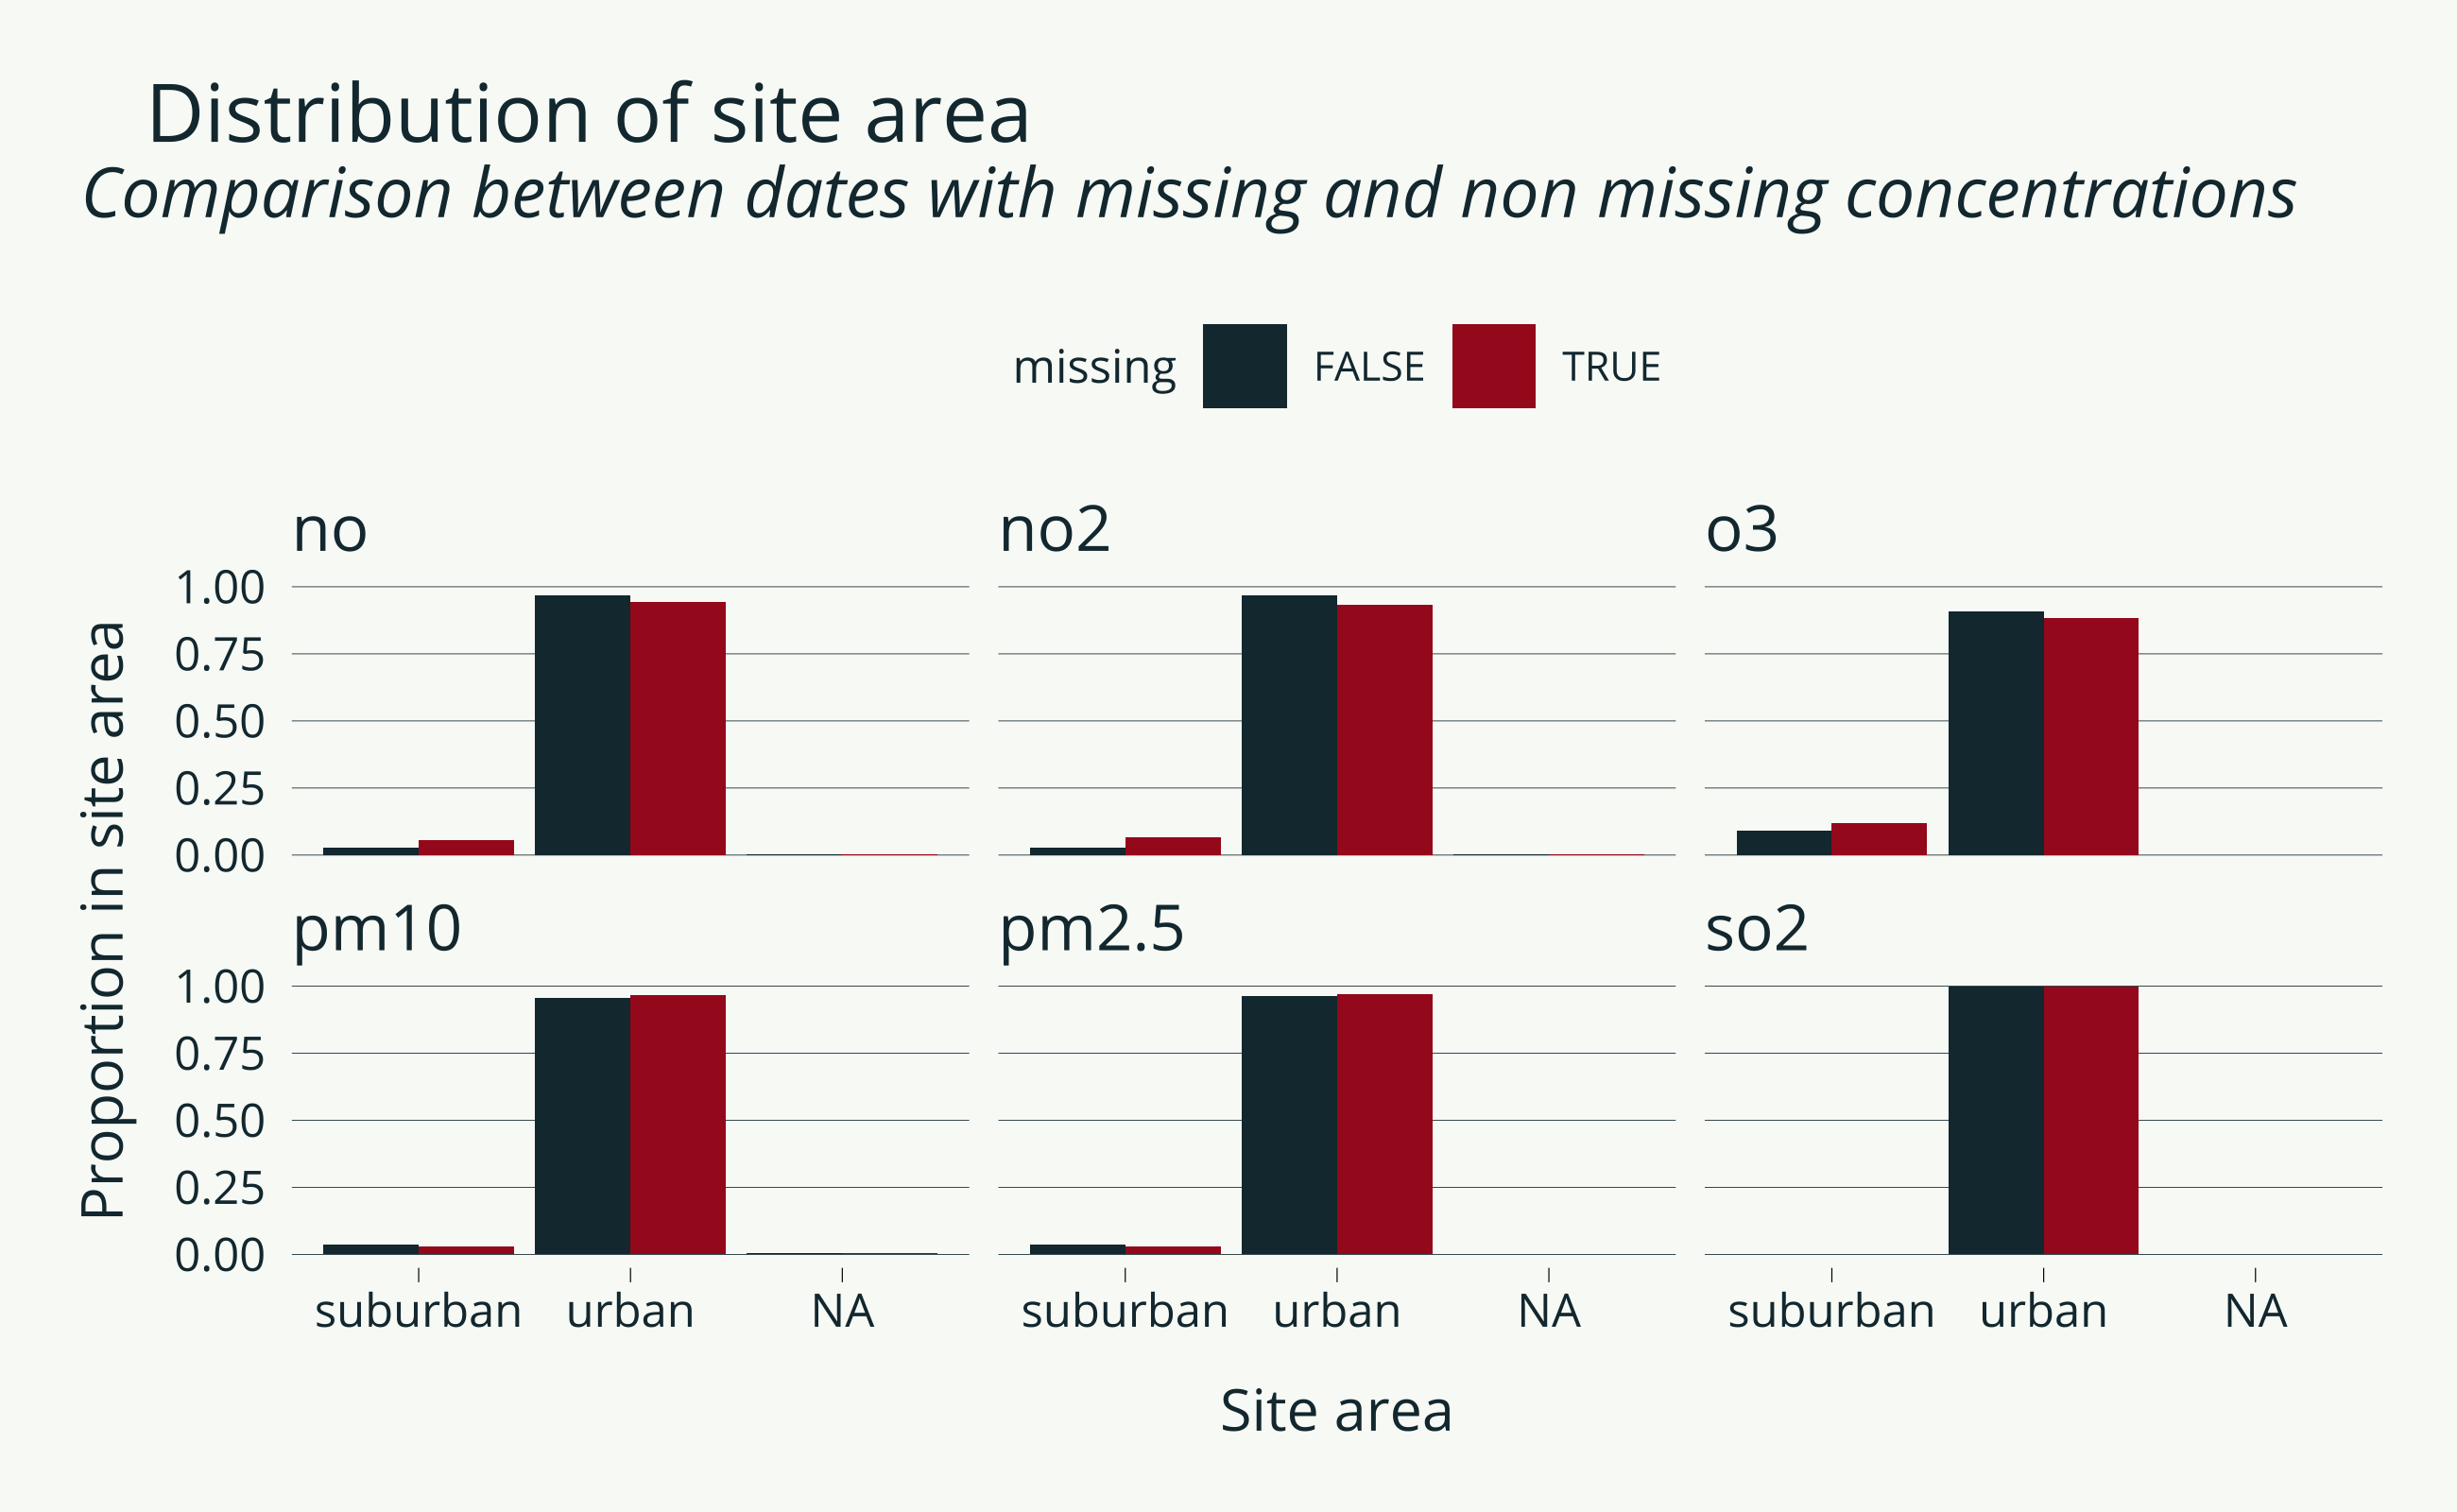 Distribution of site area
Comparison between dates with missing and non missing concentrations
missing FALSE TRUE
no no2 o3
1.00
0.75
0.50
0.25
0.00
pm10 pm2.5 so2
1.00
0.75
0.50
0.25
0.00
Proportion in site area
suburban urban NA suburban urban NA suburban urban NA
Site area